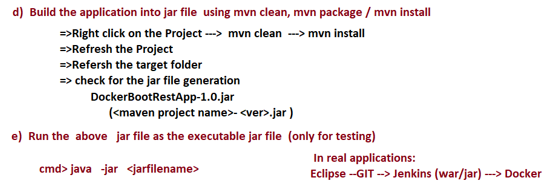 d) Build the application into jar file using mvn clean, mvn package / mvn install
=>Right click on the Project ---> mvn clean ---> mvn install
=>Refresh the Project
=>Refersh the target folder
=> check for the jar file generation
DockerBootRestApp-1.0.jar
(<maven project name>- <ver>.jar )
e) Run the above jar file as the executable jar file (only for testing)
cmd> java -jar <jarfilename>
In real applications:
Eclipse --GIT --> Jenkins (war/jar) ---> Docker